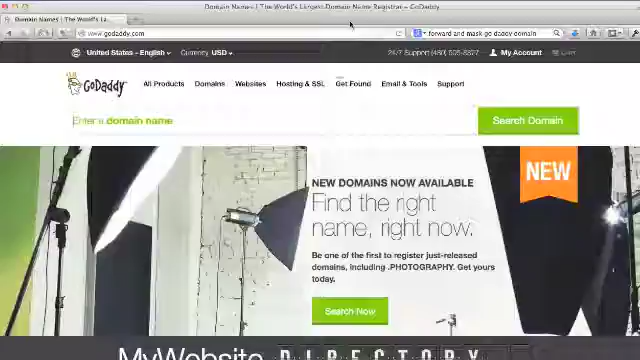 Domain Names | The World's Largest Domain Name Registrar – GoDaddy
Domain Names | The World's La...
www.godaddy.com
forward and mask go daddy domain
United States - English
Currency USD
24/7 Support
My Account
Cart
GoDaddy
All Products Domains Websites Hosting & SSL Get Found Email & Tools Support
Enter a domain name
Search Domain
NEW
NEW DOMAINS NOW AVAILABLE
Find the right
name, right now.
Be one of the first to register just-released
domains, including .PHOTOGRAPHY. Get yours
today.
Search Now
MyWebsite DIRECTORY